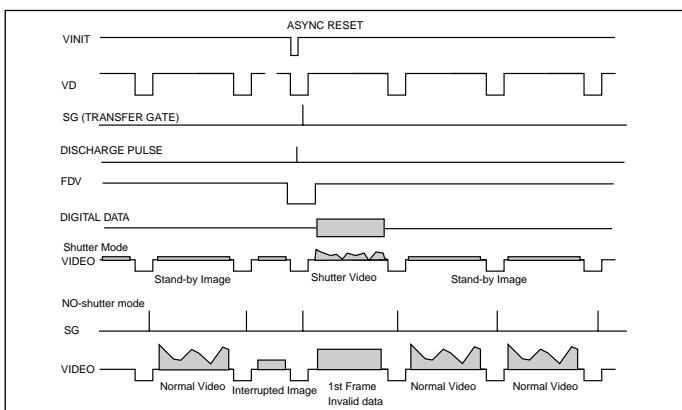 ASYNC RESET
VINIT
VD
SG (TRANSFER GATE)
DISCHARGE PULSE
FDV
DIGITAL DATA
Shutter Mode
VIDEO
Stand-by Image
Shutter Video
Stand-by Image
NO-shutter mode
SG
VIDEO
Normal Video
Interrupted Image
1st Frame
Invalid data
Normal Video
Normal Video